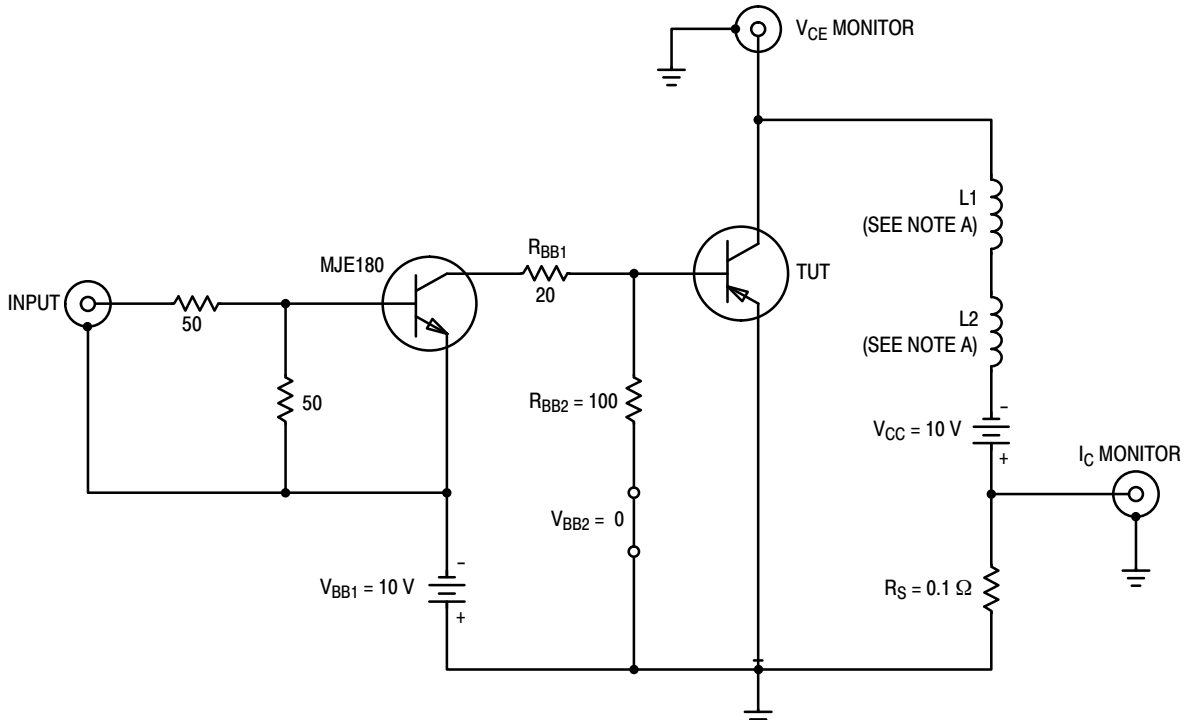 V_CE MONITOR
L1
(SEE NOTE A)
MJE180
R_BB1
20
TUT
INPUT
50
L2
(SEE NOTE A)
50
R_BB2 = 100
V_CC = 10 V
-
+
I_C MONITOR
V_BB2 = 0
V_BB1 = 10 V
-
+
R_S = 0.1 Ω